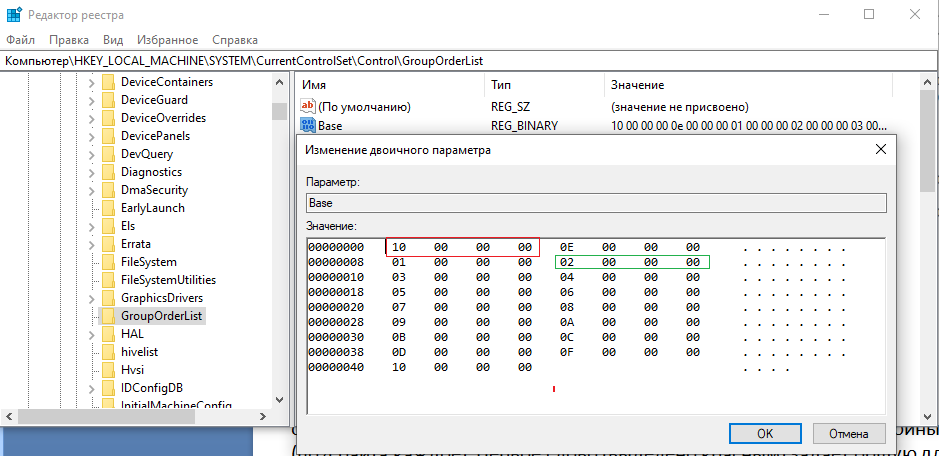 Редактор реестра
Файл Правка Вид Избранное Справка
Компьютер\HKEY_LOCAL_MACHINE\SYSTEM\CurrentControlSet\Control\GroupOrderList
DeviceContainers
DeviceGuard
DeviceOverrides
DevicePanels
DevQuery
Diagnostics
DmaSecurity
EarlyLaunch
Els
Errata
FileSystem
FileSystemUtilities
GraphicsDrivers
GroupOrderList
HAL
hivelist
Hvsi
IDConfigDB
InitialMachineConfig
Имя Тип Значение
(По умолчанию) REG_SZ (значение не присвоено)
Base REG_BINARY 10 00 00 00 0e 00 00 00 01 00 00 00 02 00 00 00 03 00...
Изменение двоичного параметра
Параметр:
Base
Значение:
00000000 10 00 00 00 0E 00 00 00 . . . . . . . .
00000008 01 00 00 00 02 00 00 00 . . . . . . . .
00000010 03 00 00 00 04 00 00 00 . . . . . . . .
00000018 05 00 00 00 06 00 00 00 . . . . . . . .
00000020 07 00 00 00 08 00 00 00 . . . . . . . .
00000028 09 00 00 00 0A 00 00 00 . . . . . . . .
00000030 0B 00 00 00 0C 00 00 00 . . . . . . . .
00000038 0D 00 00 00 0F 00 00 00 . . . . . . . .
00000040 10 00 00 00 . . . .
OK Отмена